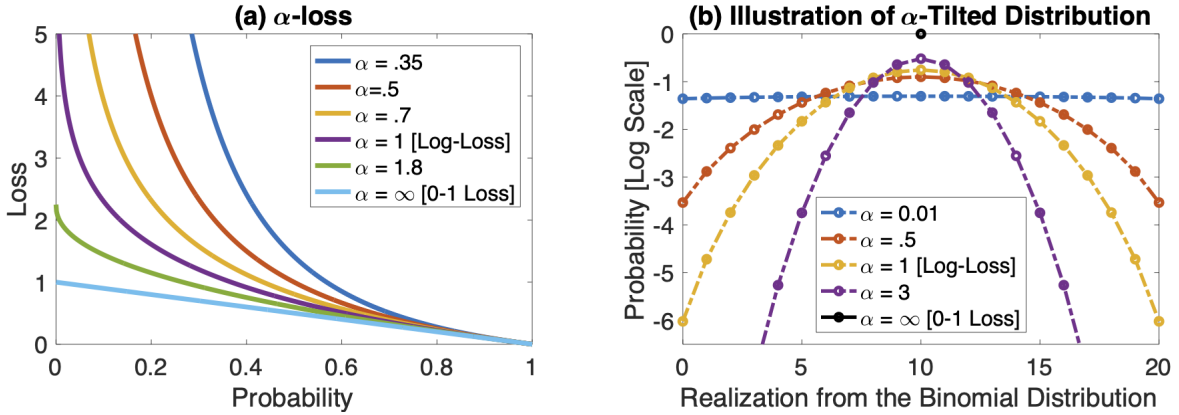 (a) α-loss
5
4
3
2
1
0
Loss
α = .35
α=.5
α = .7
α = 1 [Log-Loss]
α = 1.8
α = ∞ [0-1 Loss]
0 0.2 0.4 0.6 0.8 1
Probability
(b) Illustration of α-Tilted Distribution
0
-1
-2
-3
-4
-5
-6
Probability [Log Scale]
α = 0.01
α = .5
α = 1 [Log-Loss]
α = 3
α = ∞ [0-1 Loss]
0 5 10 15 20
Realization from the Binomial Distribution